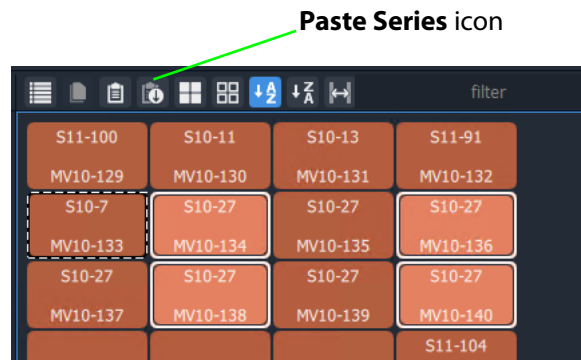 Paste Series icon
filter
S11-100 S10-11 S10-13 S11-91
MV10-129 MV10-130 MV10-131 MV10-132
S10-7 S10-27 S10-27 S10-27
MV10-133 MV10-134 MV10-135 MV10-136
S10-27 S10-27 S10-27 S10-27
MV10-137 MV10-138 MV10-139 MV10-140
S11-104